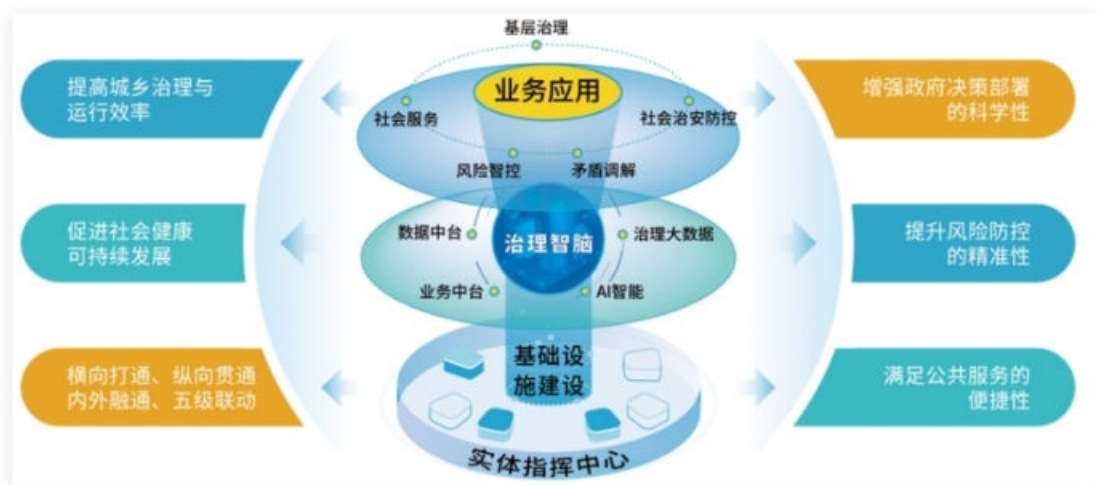 基层治理
业务应用
社会服务
社会治安防控
风险智控
矛盾调解
数据中台
治理智脑
治理大数据
业务中台
AI智能
基础设
施建设
实体指挥中心
提高城乡治理与
运行效率
促进社会健康
可持续发展
横向打通、纵向贯通
内外融通、五级联动
增强政府决策部署
的科学性
提升风险防控
的精准性
满足公共服务的
便捷性